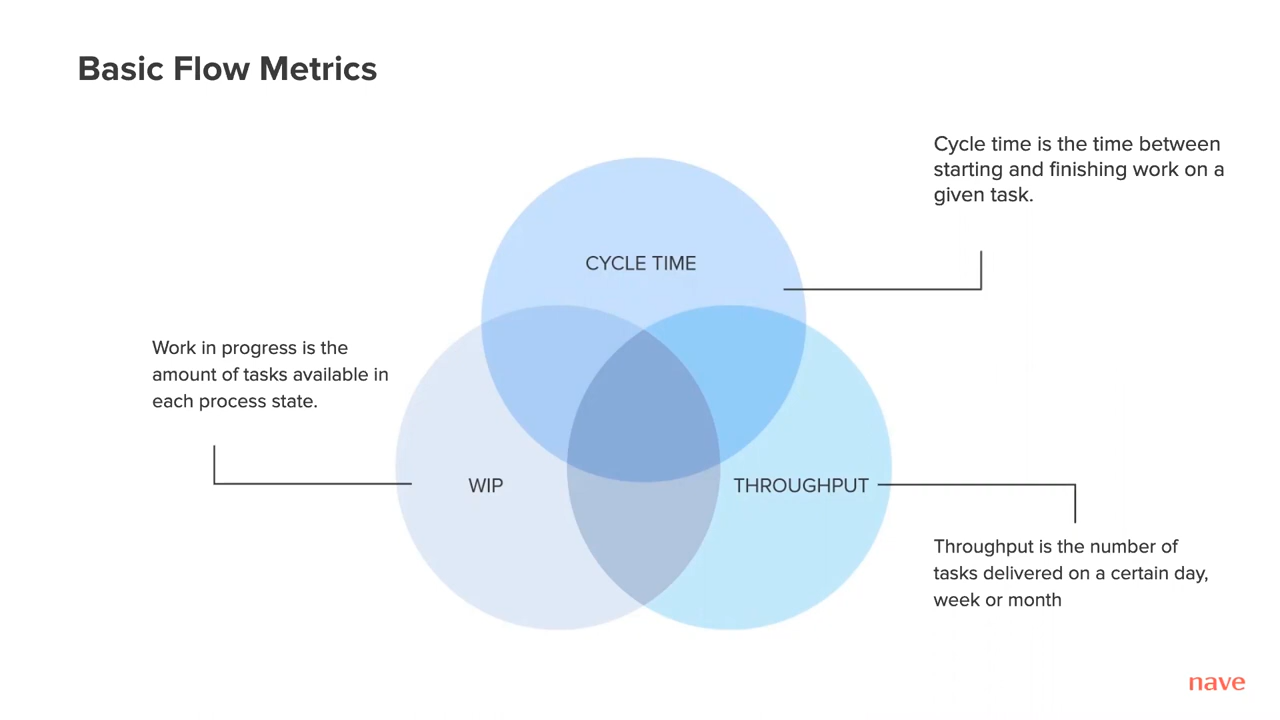 Basic Flow Metrics
Cycle time is the time between
starting and finishing work on a
given task.
CYCLE TIME
Work in progress is the
amount of tasks available in
each process state.
WIP
THROUGHPUT
Throughput is the number of
tasks delivered on a certain day,
week or month
nave